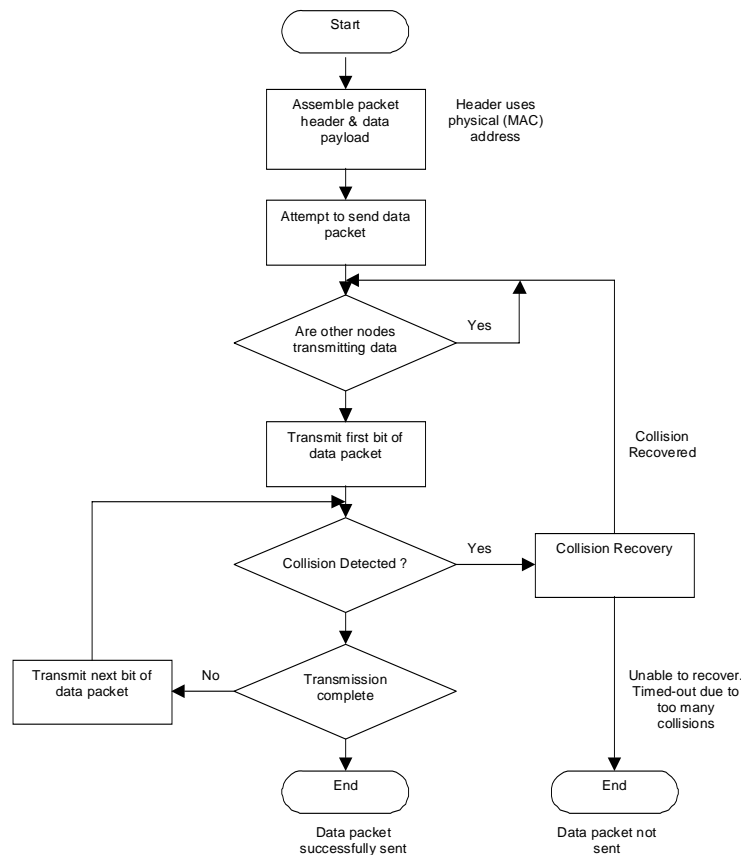 Start
Assemble packet
header & data
payload
Header uses
physical (MAC)
address
Attempt to send data
packet
Are other nodes
transmitting data
Yes
Transmit first bit of
data packet
Collision
Recovered
Collision Detected ?
Yes
Collision Recovery
Transmit next bit of
data packet
No
Transmission
complete
Unable to recover.
Timed-out due to
too many
collisions
End
End
Data packet
successfully sent
Data packet not
sent